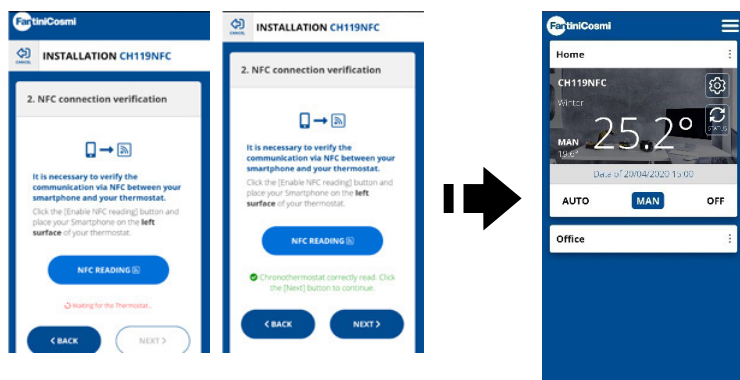 FantiniCosmi
CANCEL
INSTALLATION CH119NFC
2. NFC connection verification
It is necessary to verify the
communication via NFC between your
smartphone and your thermostat.
Click the [Enable NFC reading] button and
place your Smartphone on the left
surface of your thermostat.
NFC READING
Waiting for the Thermostat...
< BACK
NEXT >
CANCEL
INSTALLATION CH119NFC
2. NFC connection verification
It is necessary to verify the
communication via NFC between your
smartphone and your thermostat.
Click the [Enable NFC reading] button and
place your Smartphone on the left
surface of your thermostat.
NFC READING
Chronothermostat correctly read. Click
the [Next] button to continue.
< BACK
NEXT >
FantiniCosmi
Home
CH119NFC
Winter
25.2°
STATUS
MAN
19.6°
Data of 20/04/2020 15:00
AUTO MAN OFF
Office